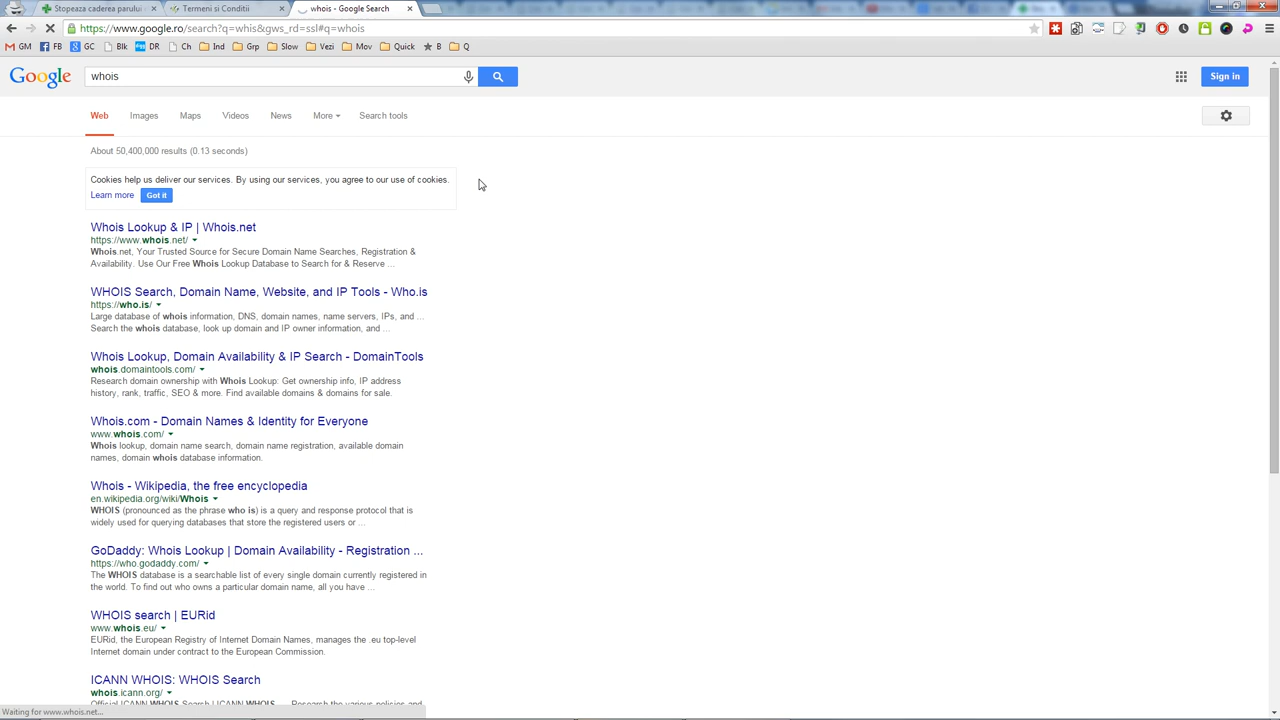 Stopeaza caderea parului
Termeni si Conditii
whois - Google Search
https://www.google.ro/search?q=whis&gws_rd=ssl#q=whois
GM FB GC Blk DR Ch Ind Grp Slow Vezi Mov Quick B Q
Google whois Sign in
Web Images Maps Videos News More Search tools
About 50,400,000 results (0.13 seconds)
Cookies help us deliver our services. By using our services, you agree to our use of cookies.
Learn more Got it
Whois Lookup & IP | Whois.net
https://www.whois.net/
Whois.net, Your Trusted Source for Secure Domain Name Searches, Registration &
Availability. Use Our Free Whois Lookup Database to Search for & Reserve ...
WHOIS Search, Domain Name, Website, and IP Tools - Who.is
https://who.is/
Large database of whois information, DNS, domain names, name servers, IPs, and ...
Search the whois database, look up domain and IP owner information, and ...
Whois Lookup, Domain Availability & IP Search - DomainTools
whois.domaintools.com/
Research domain ownership with Whois Lookup: Get ownership info, IP address
history, rank, traffic, SEO & more. Find available domains & domains for sale.
Whois.com - Domain Names & Identity for Everyone
www.whois.com/
Whois lookup, domain name search, domain name registration, available domain
names, domain whois database information.
Whois - Wikipedia, the free encyclopedia
en.wikipedia.org/wiki/Whois
WHOIS (pronounced as the phrase who is) is a query and response protocol that is
widely used for querying databases that store the registered users or ...
GoDaddy: Whois Lookup | Domain Availability - Registration ...
https://who.godaddy.com/
The WHOIS database is a searchable list of every single domain currently registered in
the world. To find out who owns a particular domain name, all you have ...
WHOIS search | EURid
www.whois.eu/
EURid, the European Registry of Internet Domain Names, manages the .eu top-level
Internet domain under contract to the European Commission.
ICANN WHOIS: WHOIS Search
whois.icann.org/
Waiting for www.whois.net...